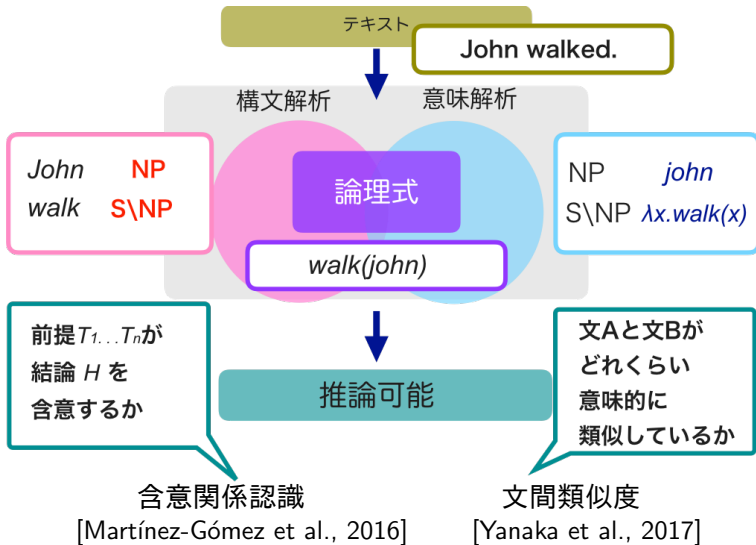 テキスト
John walked.
構文解析
意味解析
John NP
walk S\NP
論理式
NP john
S\NP λx.walk(x)
walk(john)
前提T1...Tnが
結論 H を
含意するか
文Aと文Bが
どれくらい
意味的に
類似しているか
推論可能
含意関係認識
[Martínez-Gómez et al., 2016]
文間類似度
[Yanaka et al., 2017]